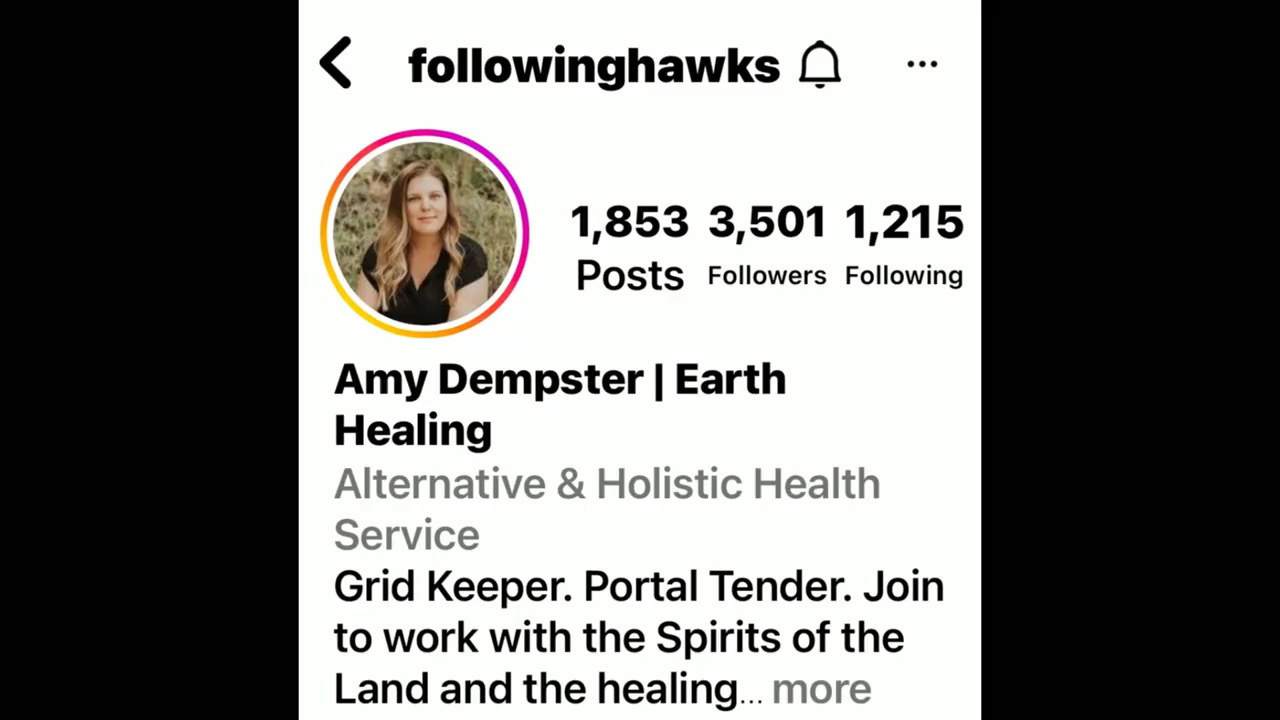 followinghawks
1,853 3,501 1,215
Posts Followers Following
Amy Dempster | Earth
Healing
Alternative & Holistic Health
Service
Grid Keeper. Portal Tender. Join
to work with the Spirits of the
Land and the healing... more